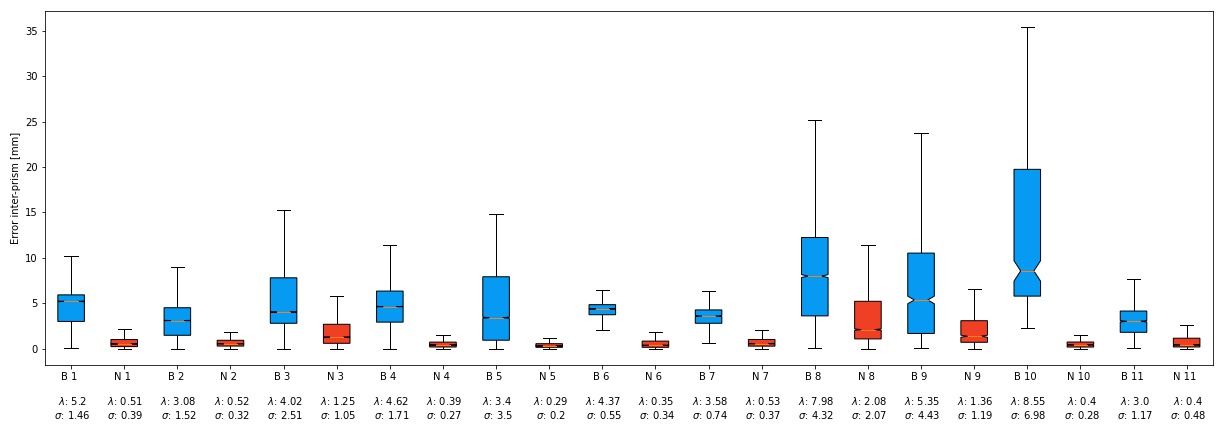 35
30
25
20
15
10
5
0
Error inter-prism [mm]
B 1 N 1 B 2 N 2 B 3 N 3 B 4 N 4 B 5 N 5 B 6 N 6 B 7 N 7 B 8 N 8 B 9 N 9 B 10 N 10 B 11 N 11
λ: 5.2 λ: 0.51 λ: 3.08 λ: 0.52 λ: 4.02 λ: 1.25 λ: 4.62 λ: 0.39 λ: 3.4 λ: 0.29 λ: 4.37 λ: 0.35 λ: 3.58 λ: 0.53 λ: 7.98 λ: 2.08 λ: 5.35 λ: 1.36 λ: 8.55 λ: 0.4 λ: 3.0 λ: 0.4
σ: 1.46 σ: 0.39 σ: 1.52 σ: 0.32 σ: 2.51 σ: 1.05 σ: 1.71 σ: 0.27 σ: 3.5 σ: 0.2 σ: 0.55 σ: 0.34 σ: 0.74 σ: 0.37 σ: 4.32 σ: 2.07 σ: 4.43 σ: 1.19 σ: 6.98 σ: 0.28 σ: 1.17 σ: 0.48